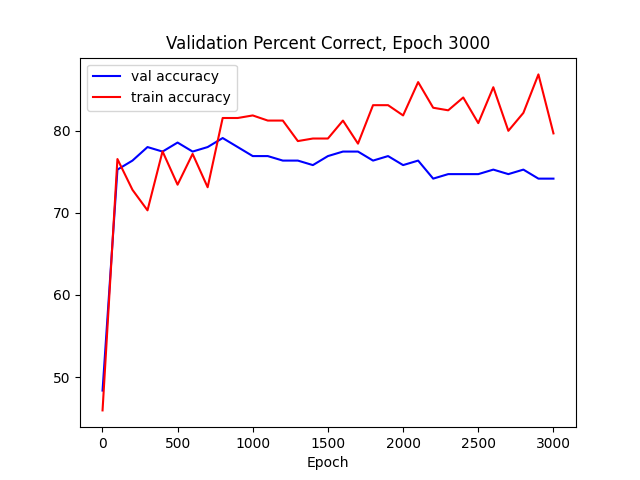 Validation Percent Correct, Epoch 3000
val accuracy
train accuracy
80
70
60
50
0 500 1000 1500 2000 2500 3000
Epoch